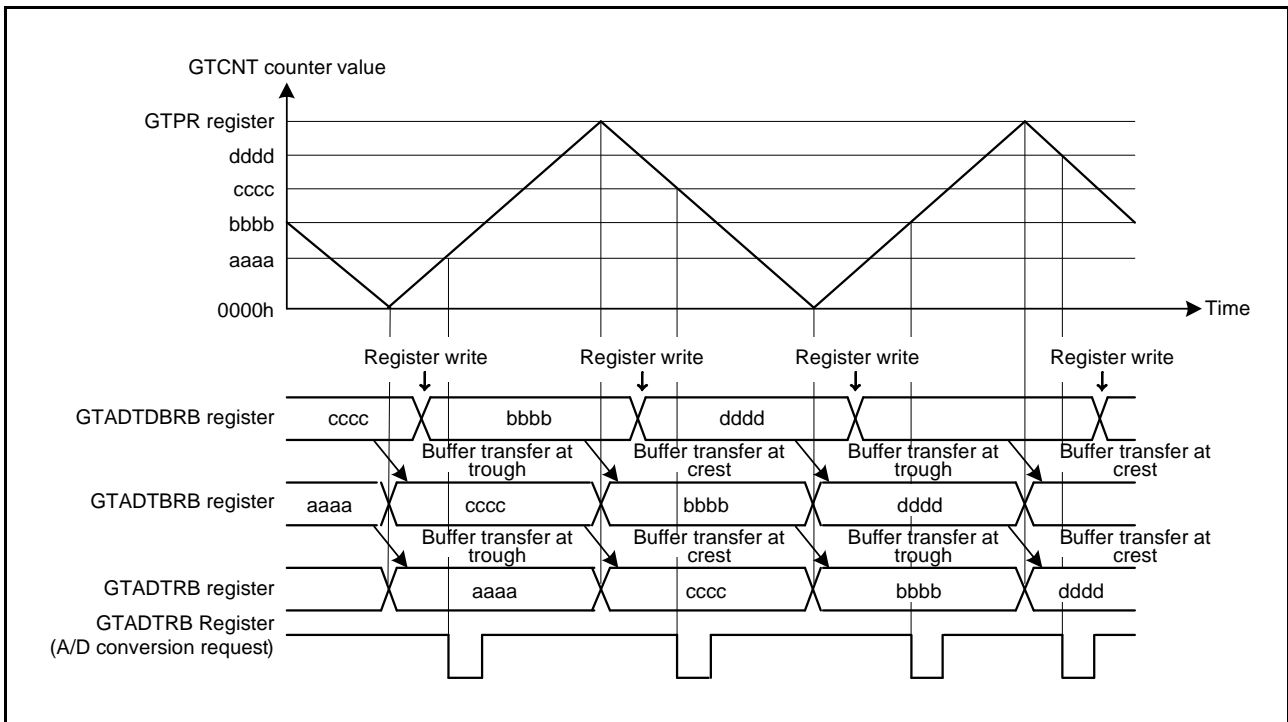 GTCNT counter value
GTPR register
dddd
cccc
bbbb
aaaa
0000h
Time
Register write Register write Register write Register write
GTADTDBRB register cccc bbbb dddd
Buffer transfer at trough Buffer transfer at crest Buffer transfer at trough Buffer transfer at crest
GTADTBRB register aaaa cccc bbbb dddd
Buffer transfer at trough Buffer transfer at crest Buffer transfer at trough Buffer transfer at crest
GTADTRB register aaaa cccc bbbb dddd
GTADTRB Register
(A/D conversion request)